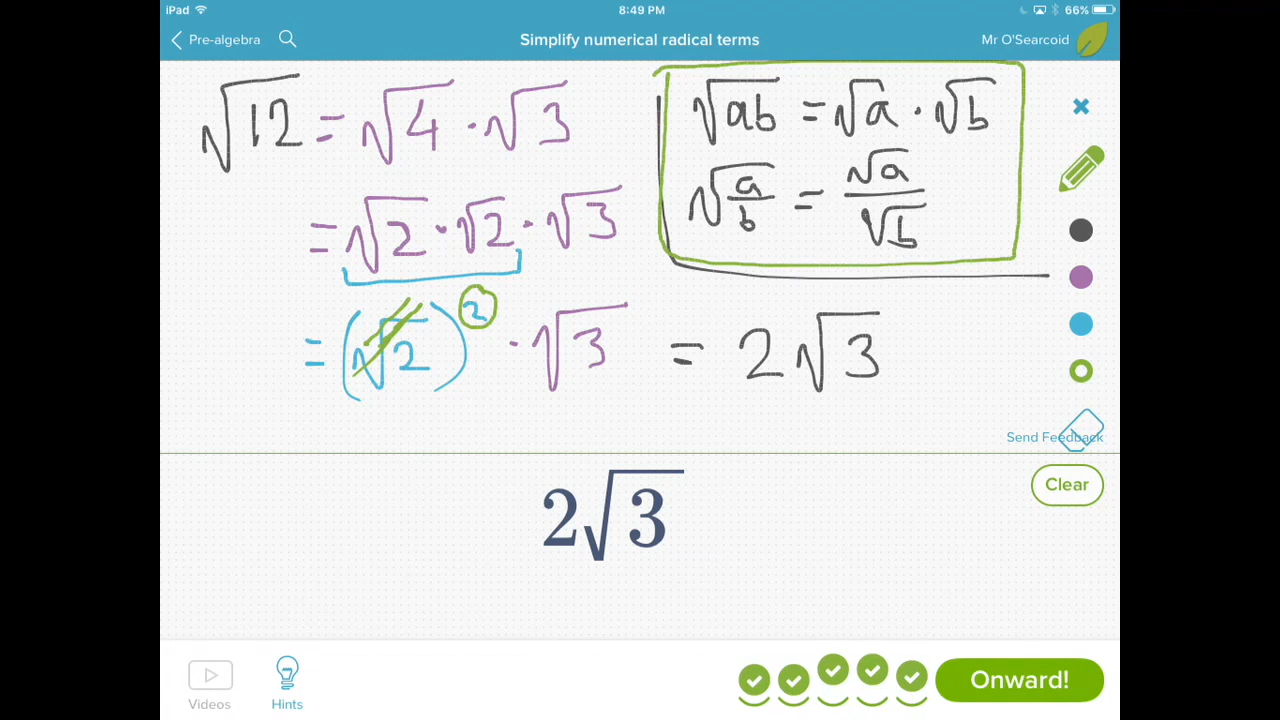 iPad 8:49 PM 66%
Pre-algebra Simplify numerical radical terms Mr O'Searcoid
√12 = √4 · √3
√ab = √a · √b
√(a/b) = √a/√b
= √2 · √2 · √3
= (√2)² · √3 = 2√3
Send Feedback
2√3
Clear
Videos Hints Onward!